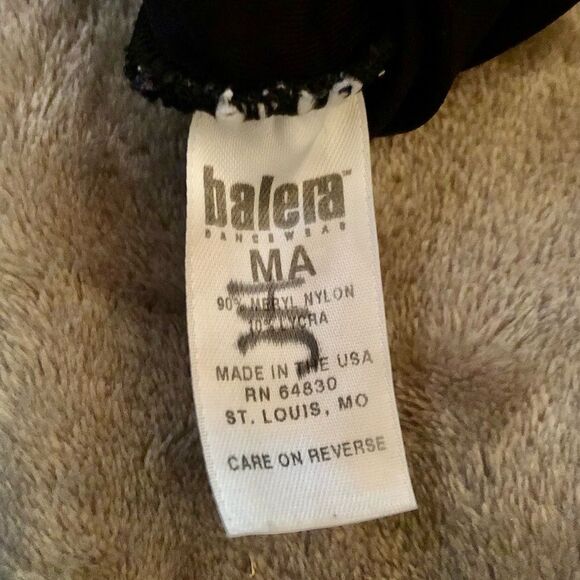 balera™
DANCEWEAR
MA
90% MERYL NYLON
10% LYCRA
MADE IN THE USA
RN 64830
ST. LOUIS, MO
CARE ON REVERSE